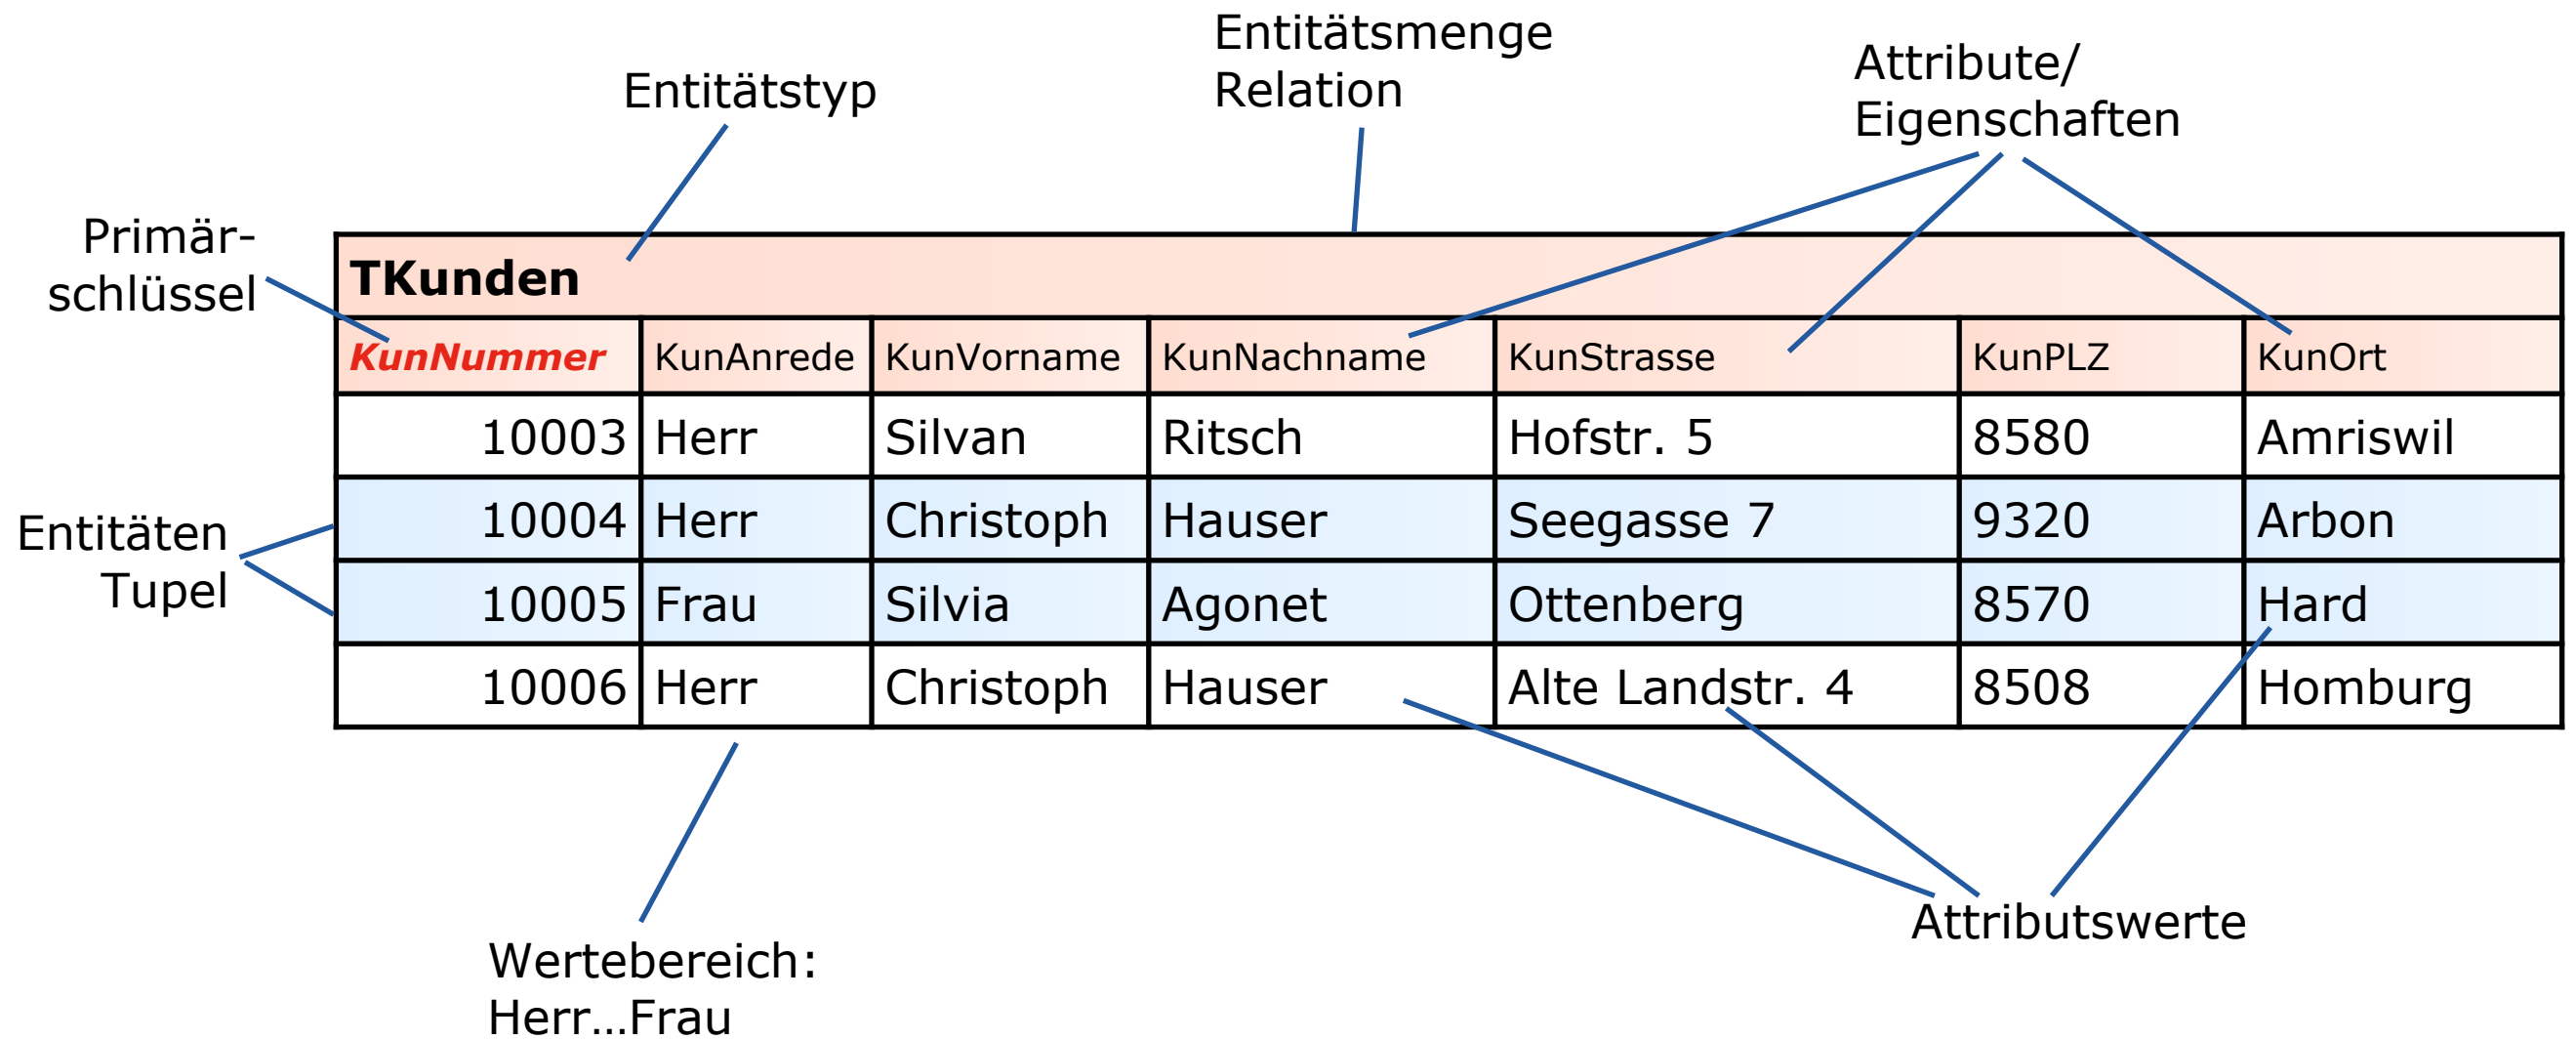 Entitätsmenge
Relation
Attribute/
Eigenschaften
Entitätstyp
Primär-
schlüssel
TKunden
KunNummer KunAnrede KunVorname KunNachname KunStrasse KunPLZ KunOrt
10003 Herr Silvan Ritsch Hofstr. 5 8580 Amriswil
10004 Herr Christoph Hauser Seegasse 7 9320 Arbon
10005 Frau Silvia Agonet Ottenberg 8570 Hard
10006 Herr Christoph Hauser Alte Landstr. 4 8508 Homburg
Entitäten
Tupel
Attributswerte
Wertebereich:
Herr…Frau